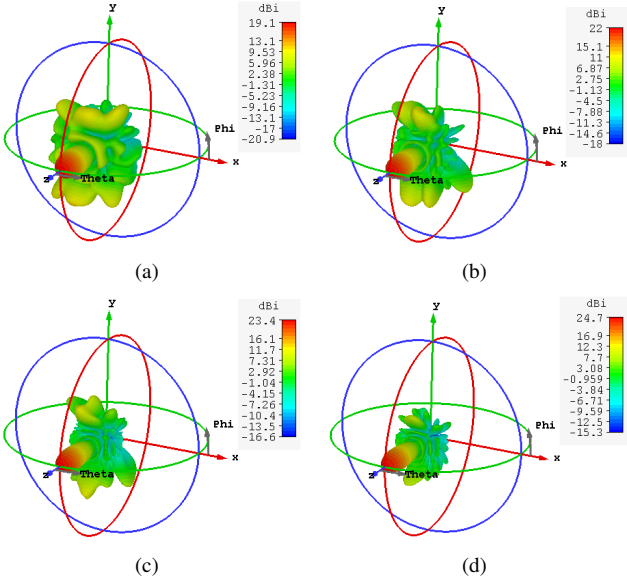 dBi
19.1
13.1
9.53
5.96
2.38
-1.31
-5.23
-9.16
-13.1
-17
-20.9
y
Phi
x
z
Theta
(a)
dBi
22
15.1
11
6.87
2.75
-1.13
-4.5
-7.88
-11.3
-14.6
-18
y
Phi
x
z
Theta
(b)
dBi
23.4
16.1
11.7
7.31
2.92
-1.04
-4.15
-7.26
-10.4
-13.5
-16.6
y
Phi
x
z
Theta
(c)
dBi
24.7
16.9
12.3
7.7
3.08
-0.959
-3.84
-6.71
-9.59
-12.5
-15.3
y
Phi
x
z
Theta
(d)